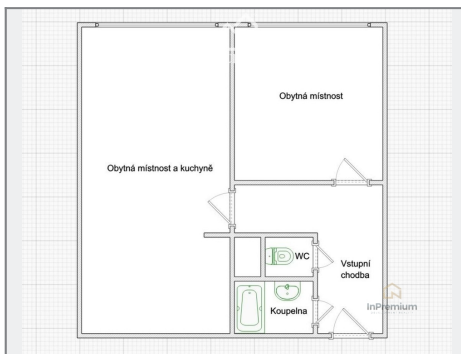 Obytná místnost
Obytná místnost a kuchyně
WC
Vstupní
chodba
Koupelna
InPremium